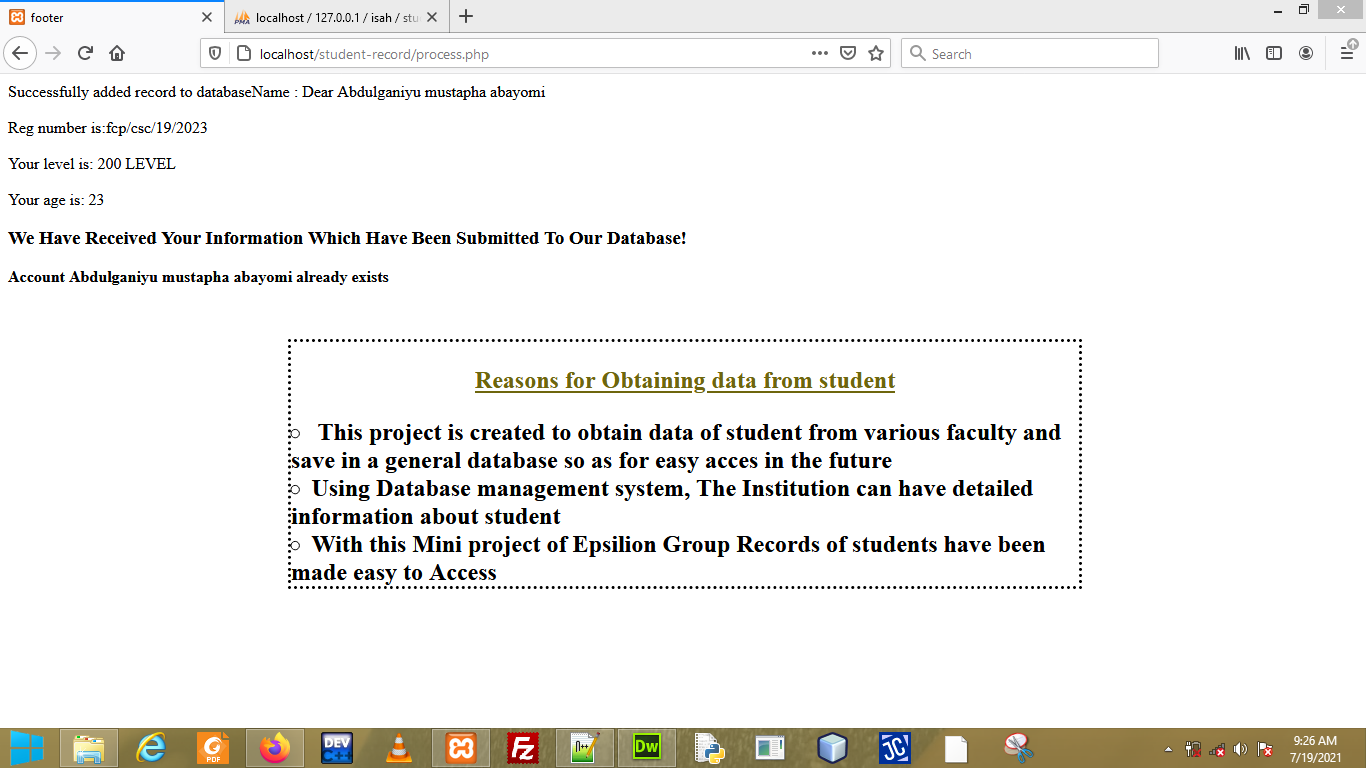 footer
localhost / 127.0.0.1 / isah / stu
localhost/student-record/process.php
Search
Successfully added record to databaseName : Dear Abdulganiyu mustapha abayomi
Reg number is:fcp/csc/19/2023
Your level is: 200 LEVEL
Your age is: 23
We Have Received Your Information Which Have Been Submitted To Our Database!
Account Abdulganiyu mustapha abayomi already exists
Reasons for Obtaining data from student
This project is created to obtain data of student from various faculty and
save in a general database so as for easy acces in the future
Using Database management system, The Institution can have detailed
information about student
With this Mini project of Epsilion Group Records of students have been
made easy to Access
9:26 AM
7/19/2021